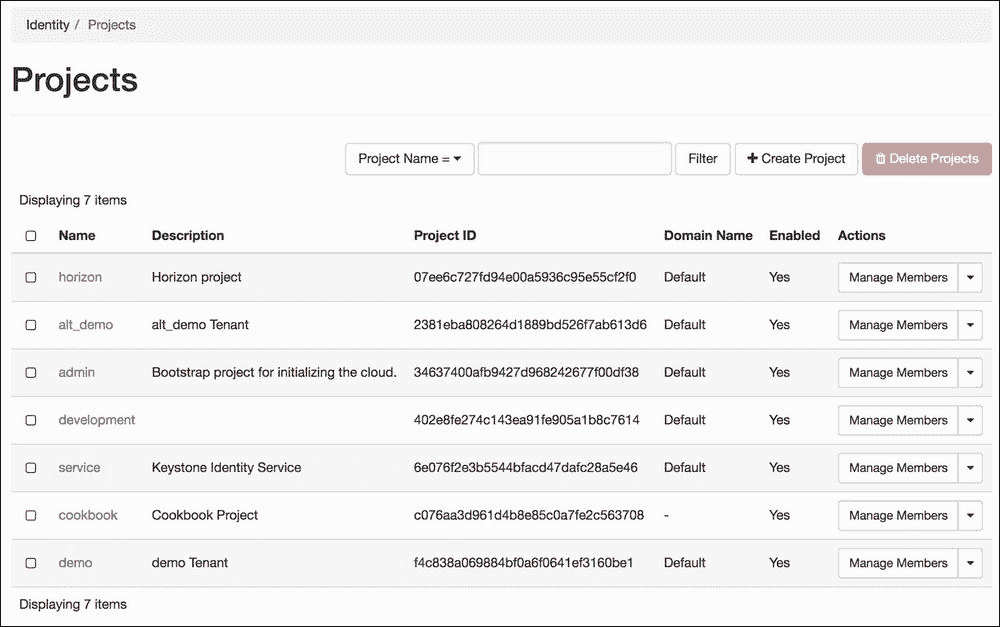 Identity / Projects
Projects
Project Name = Filter Create Project Delete Projects
Displaying 7 items
Name Description Project ID Domain Name Enabled Actions
horizon Horizon project 07ee6c727fd94e00a5936c95e55cf2f0 Default Yes Manage Members
alt_demo alt_demo Tenant 2381eba808264d1889bd526f7ab613d6 Default Yes Manage Members
admin Bootstrap project for initializing the cloud. 34637400afb9427d968242677f00df38 Default Yes Manage Members
development 402e8fe274c143ea91fe905a1b8c7614 Default Yes Manage Members
service Keystone Identity Service 6e076f2e3b5544bfacd47dafc28a5e46 Default Yes Manage Members
cookbook Cookbook Project c076aa3d961d4b8e85c0a7fe2c563708 - Yes Manage Members
demo demo Tenant f4c838a069884bf0a6f0641ef3160be1 Default Yes Manage Members
Displaying 7 items